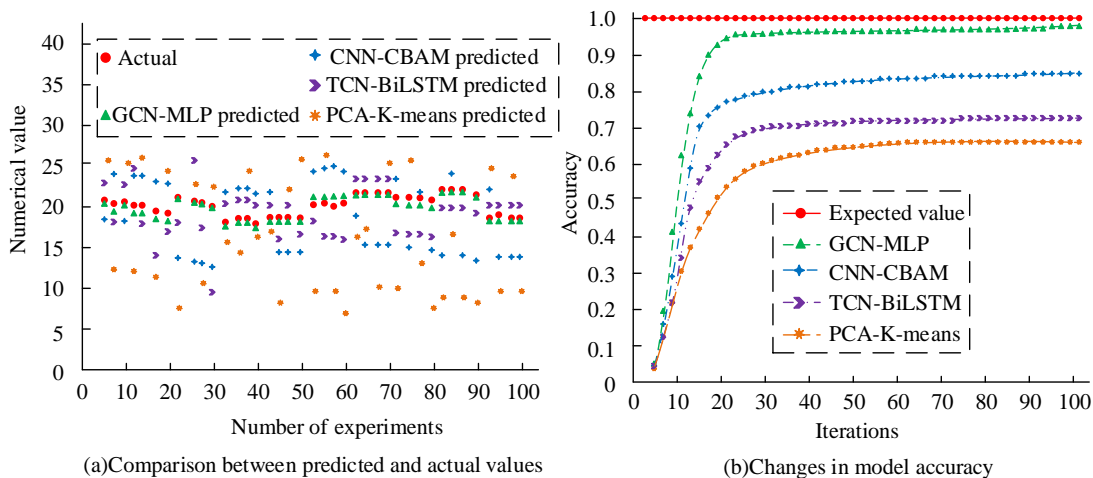 40
35
30
25
20
15
10
5
0
Numerical value
Actual
CNN-CBAM predicted
TCN-BiLSTM predicted
GCN-MLP predicted
PCA-K-means predicted
0 10 20 30 40 50 60 70 80 90 100
Number of experiments
(a)Comparison between predicted and actual values
1.0
0.9
0.8
0.7
0.6
0.5
0.4
0.3
0.2
0.1
0
Accuracy
Expected value
GCN-MLP
CNN-CBAM
TCN-BiLSTM
PCA-K-means
0 10 20 30 40 50 60 70 80 90 100
Iterations
(b)Changes in model accuracy